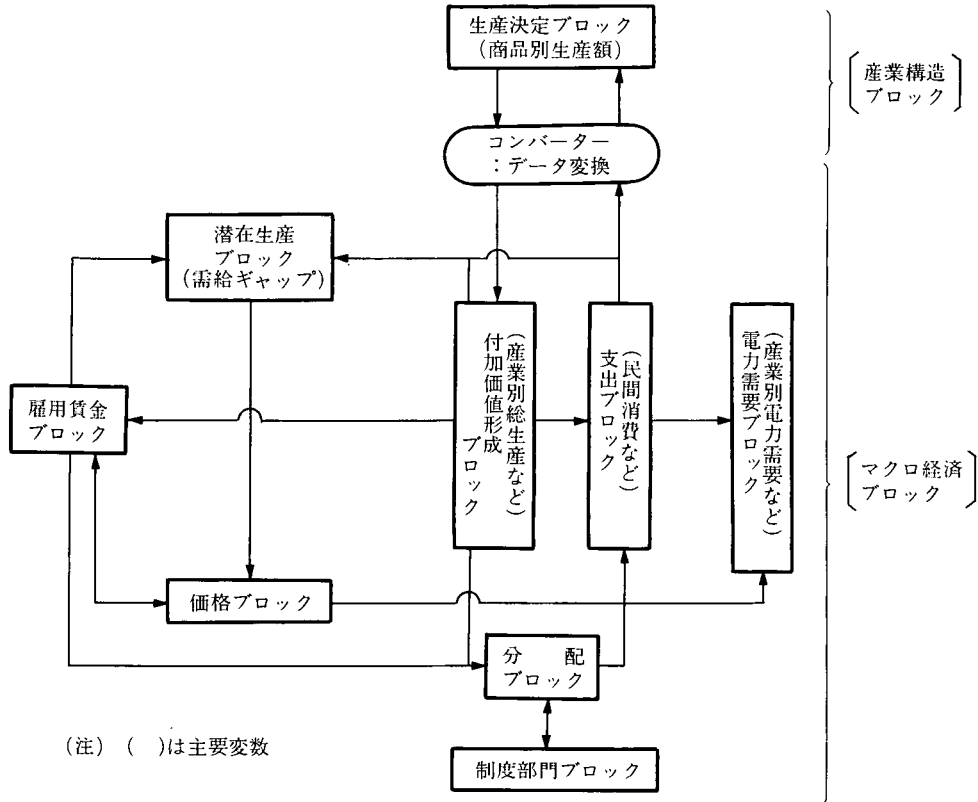 生産決定ブロック
(商品別生産額)
産業構造
ブロック
コンバーター
：データ変換
潜在生産
ブロック
(需給ギャップ)
雇用賃金
ブロック
付加価値形成
ブロック
(産業別総生産など)
支出ブロック
(民間消費など)
電力需要ブロック
(産業別電力需要など)
マクロ経済
ブロック
価格ブロック
分　配
ブロック
制度部門ブロック
(注)　(　)は主要変数